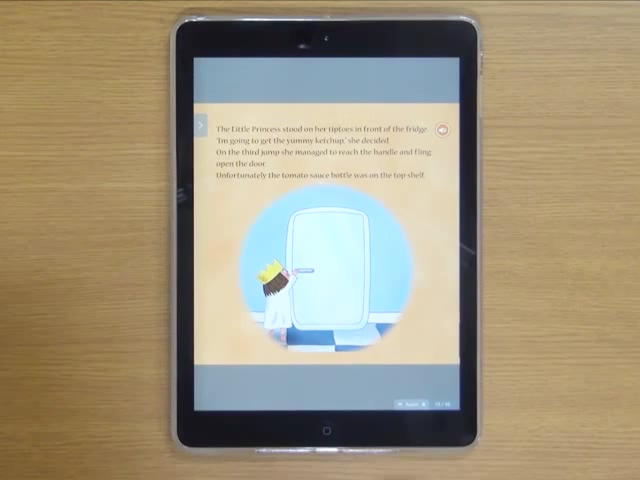 The Little Princess stood on her tiptoes in front of the fridge.
'I'm going to get the yummy ketchup,' she decided.
On the third jump she managed to reach the handle and fling
open the door.
Unfortunately the tomato sauce bottle was on the top shelf.